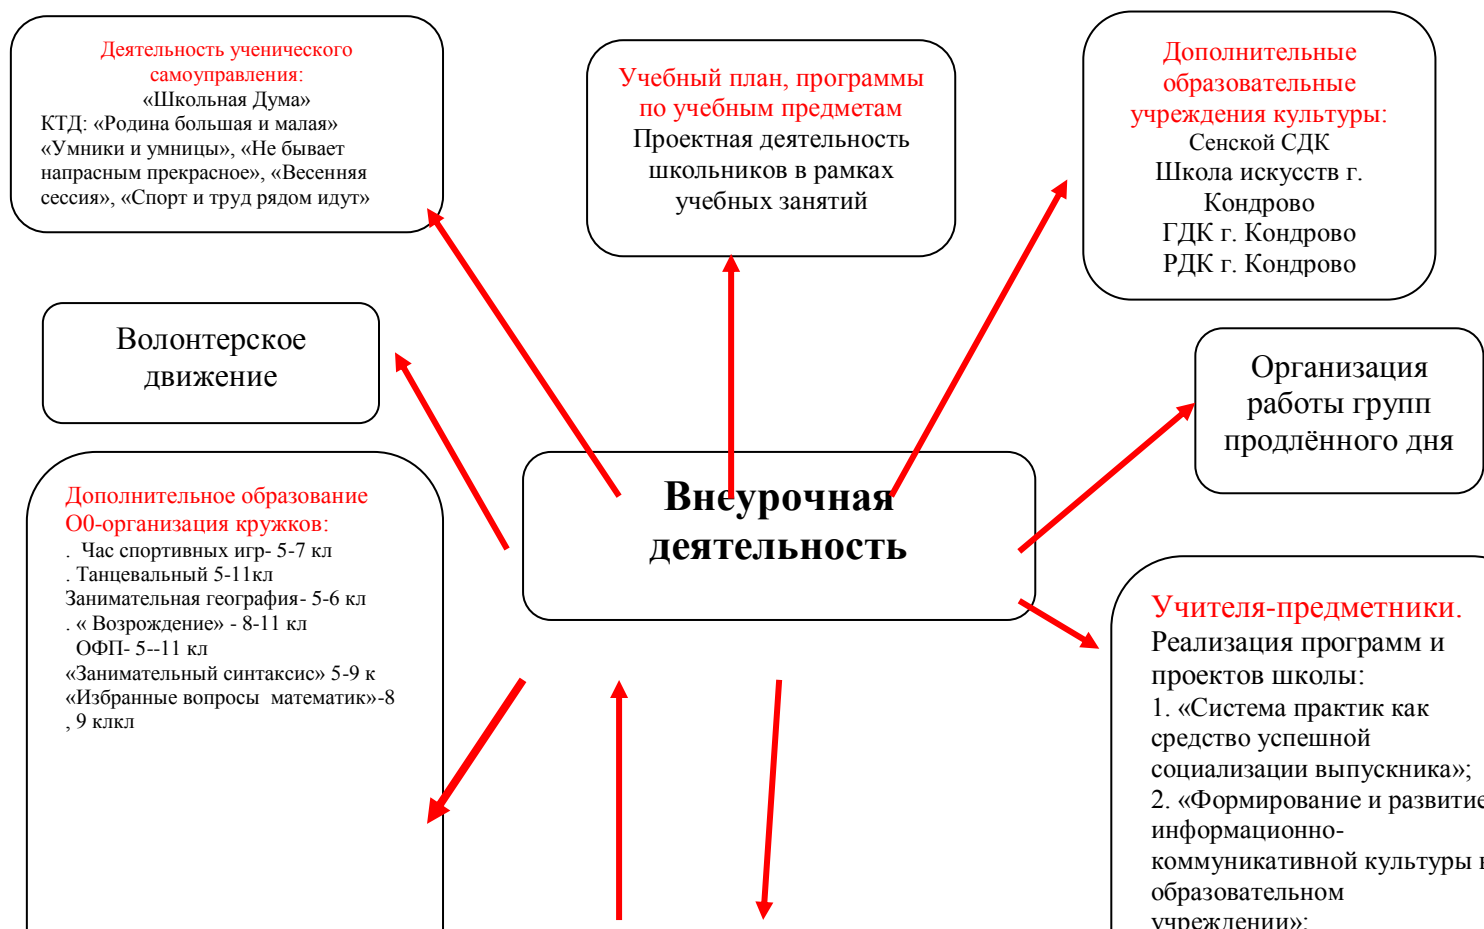 Деятельность ученического
самоуправления:
«Школьная Дума»
КТД: «Родина большая и малая»
«Умники и умницы», «Не бывает
напрасным прекрасное», «Весенняя
сессия», «Спорт и труд рядом идут»
Учебный план, программы
по учебным предметам
Проектная деятельность
школьников в рамках
учебных занятий
Дополнительные
образовательные
учреждения культуры:
Сенской СДК
Школа искусств г.
Кондрово
ГДК г. Кондрово
РДК г. Кондрово
Волонтерское
движение
Организация
работы групп
продлённого дня
Внеурочная
деятельность
Дополнительное образование
О0-организация кружков:
. Час спортивных игр- 5-7 кл
. Танцевальный 5-11кл
Занимательная география- 5-6 кл
. « Возрождение» - 8-11 кл
ОФП- 5--11 кл
«Занимательный синтаксис» 5-9 к
«Избранные вопросы математик»-8
, 9 клкл
Учителя-предметники.
Реализация программ и
проектов школы:
1. «Система практик как
средство успешной
социализации выпускника»;
2. «Формирование и развитие
информационно-
коммуникативной культуры
образовательном
учреждении»;